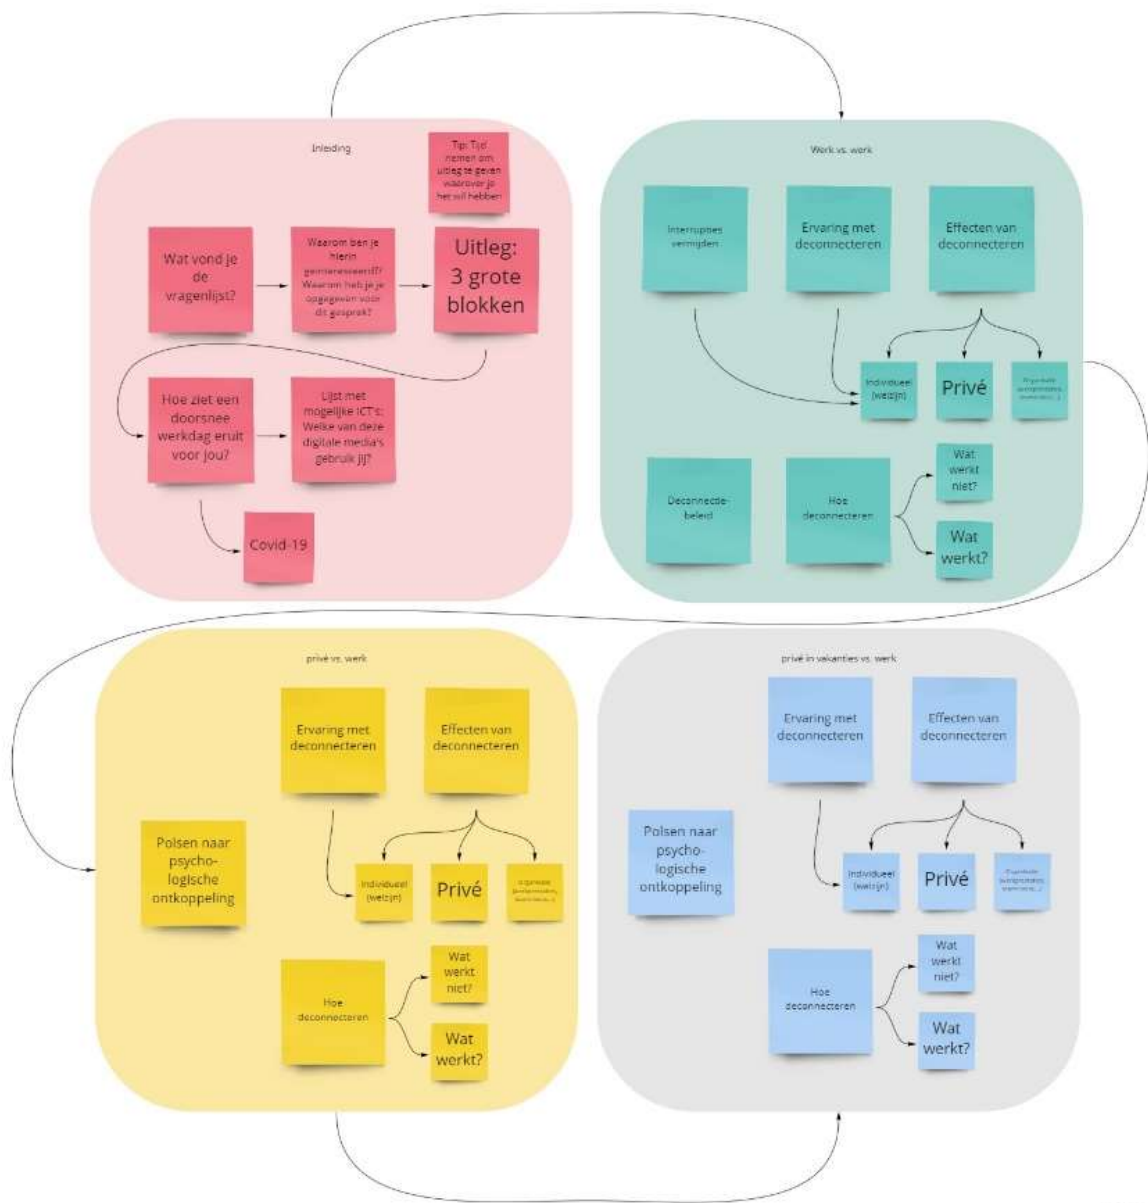 Inleiding
Tip: Tijd
nemen om
uitleg te geven
waarover je
het wil hebben
Wat vond je
de
vragenlijst?
Waarom ben je
hierin
geïnteresseerd?
Waarom heb je je
opgegeven voor
dit gesprek?
Uitleg:
3 grote
blokken
Hoe ziet een
doorsnee
werkdag eruit
voor jou?
Lijst met
mogelijke ICT's:
Welke van deze
digitale media's
gebruik jij?
Covid-19
Werk vs. werk
Interrupties
vermijden
Ervaring met
deconnecteren
Effecten van
deconnecteren
Individueel
(welzijn)
Privé
Organisatie
Deconnectie-
beleid
Hoe
deconnecteren
Wat
werkt
niet?
Wat
werkt?
privé vs. werk
Ervaring met
deconnecteren
Effecten van
deconnecteren
Polsen naar
psycho-
logische
ontkoppeling
Individueel
(welzijn)
Privé
Organisatie
Hoe
deconnecteren
Wat
werkt
niet?
Wat
werkt?
privé in vakanties vs. werk
Ervaring met
deconnecteren
Effecten van
deconnecteren
Polsen naar
psycho-
logische
ontkoppeling
Individueel
(welzijn)
Privé
Organisatie
Hoe
deconnecteren
Wat
werkt
niet?
Wat
werkt?